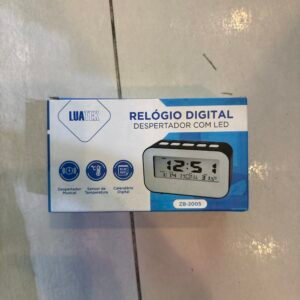 LUATEK
RELÓGIO DIGITAL
DESPERTADOR COM LED
12:51
Despertador
Musical
Sensor de
Temperatura
Calendário
Digital
ZB-2005